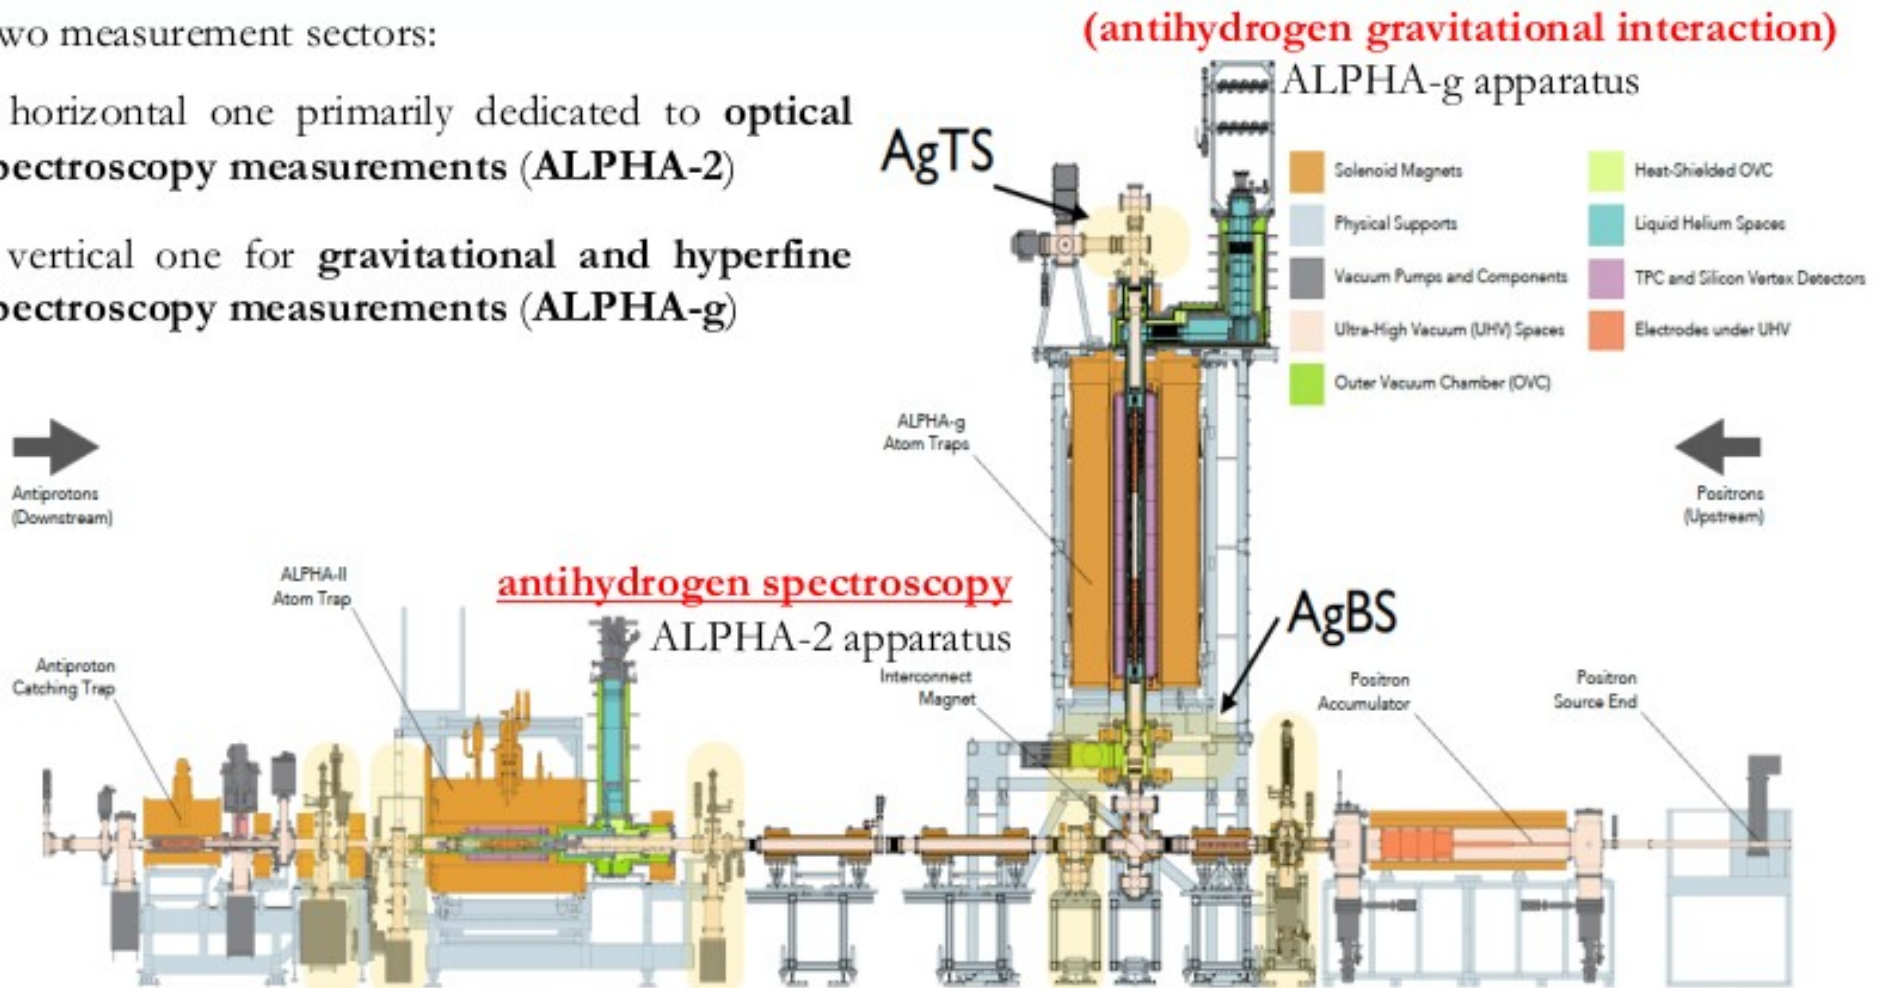 wo measurement sectors:
horizontal one primarily dedicated to optical
pectroscopy measurements (ALPHA-2)
vertical one for gravitational and hyperfine
pectroscopy measurements (ALPHA-g)
(antihydrogen gravitational interaction)
ALPHA-g apparatus
AgTS
Solenoid Magnets
Physical Supports
Vacuum Pumps and Components
Ultra-High Vacuum (UHV) Spaces
Outer Vacuum Chamber (OVC)
Heat-Shielded OVC
Liquid Helium Spaces
TPC and Silicon Vertex Detectors
Electrodes under UHV
ALPHA-g
Atom Traps
Antiprotons
(Downstream)
Positrons
(Upstream)
ALPHA-II
Atom Trap
antihydrogen spectroscopy
ALPHA-2 apparatus
AgBS
Antiproton
Catching Trap
Interconnect
Magnet
Positron
Accumulator
Positron
Source End